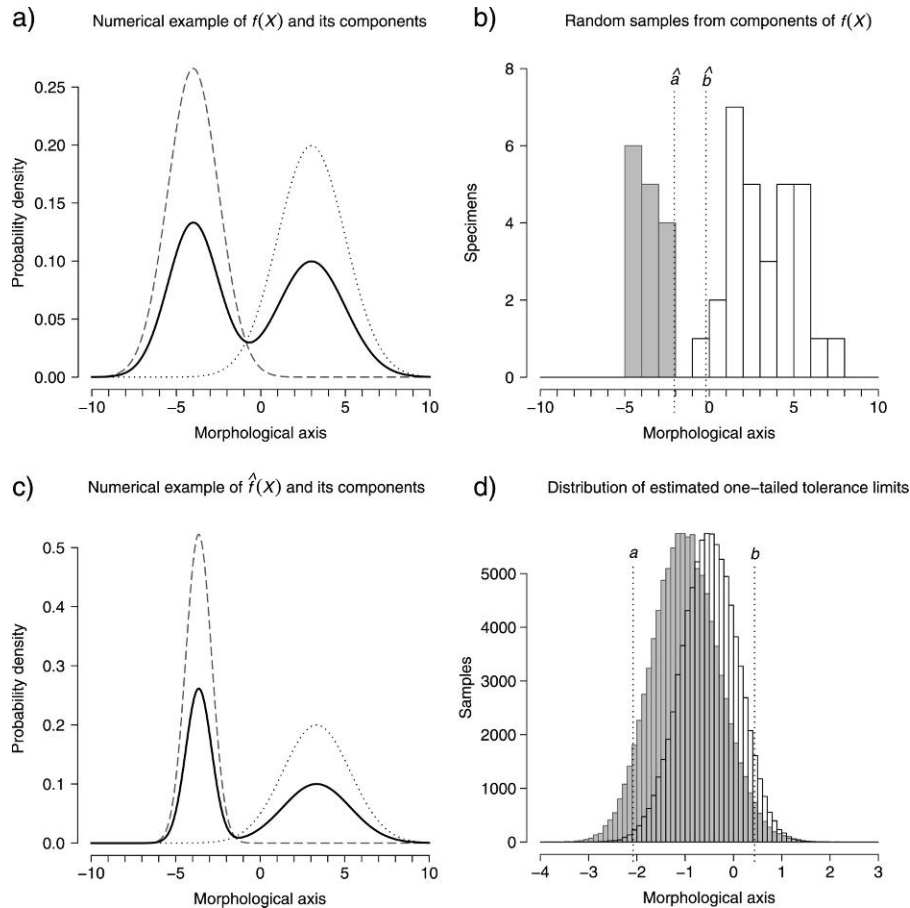 a) Numerical example of f(X) and its components
Probability density
0.25
0.20
0.15
0.10
0.05
0.00
-10 -5 0 5 10
Morphological axis
b) Random samples from components of f(X)
Specimens
8
6
4
2
0
â b̂
-10 -5 0 5 10
Morphological axis
c) Numerical example of f̂(X) and its components
Probability density
0.5
0.4
0.3
0.2
0.1
0.0
-10 -5 0 5 10
Morphological axis
d) Distribution of estimated one-tailed tolerance limits
Samples
5000
4000
3000
2000
1000
0
a b
-4 -3 -2 -1 0 1 2 3
Morphological axis